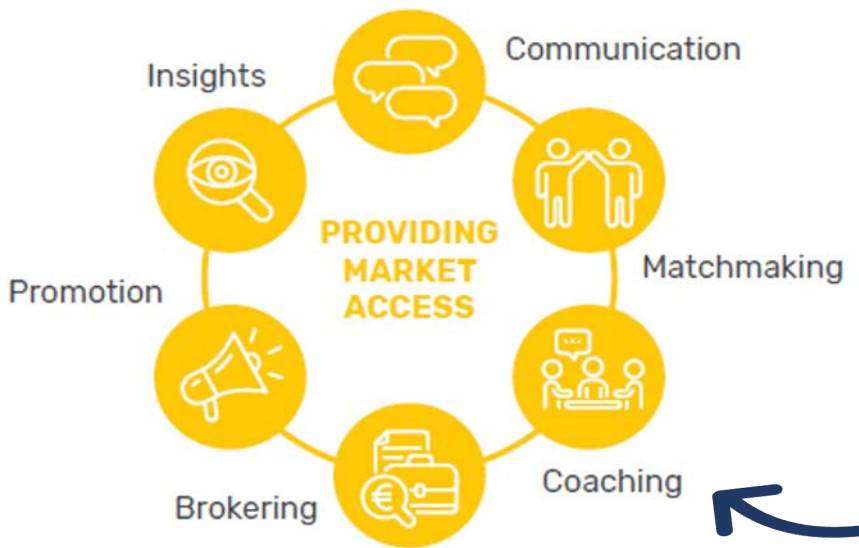 Communication
Insights
PROVIDING
MARKET
ACCESS
Matchmaking
Promotion
Coaching
Brokering
€